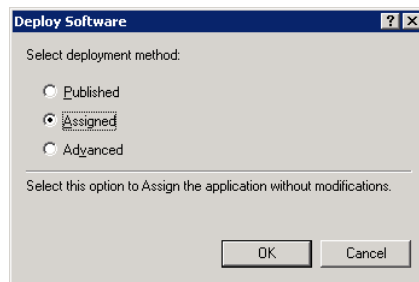 Deploy Software
Select deployment method:
Published
Assigned
Advanced
Select this option to Assign the application without modifications.
OK Cancel